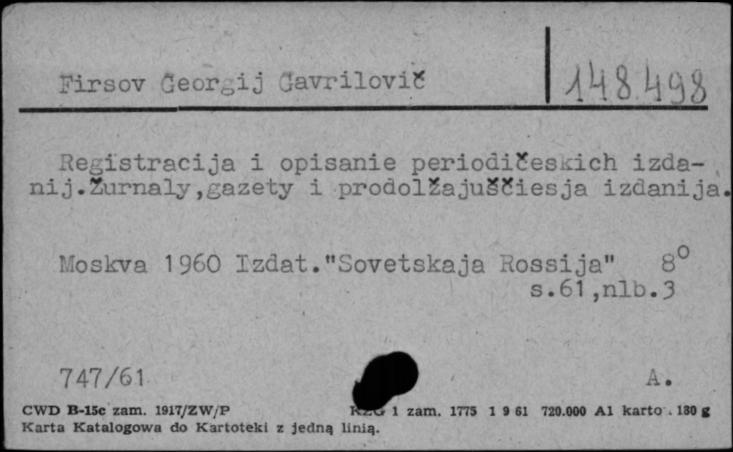 Firsov Georgij Gavrilovič
148498
Registracija i opisanie periodičeskich izda-
nij.Žurnaly,gazety i prodolžajuščiesja izdanija.
Moskva 1960 Izdat."Sovetskaja Rossija" 8°
s.61,nlb.3
747/61 A.
CWD B-15c zam. 1917/ZW/P 1 zam. 1775 1 9 61 720.000 A1 karto . 180 g
Karta Katalogowa do Kartoteki z jedną linią.